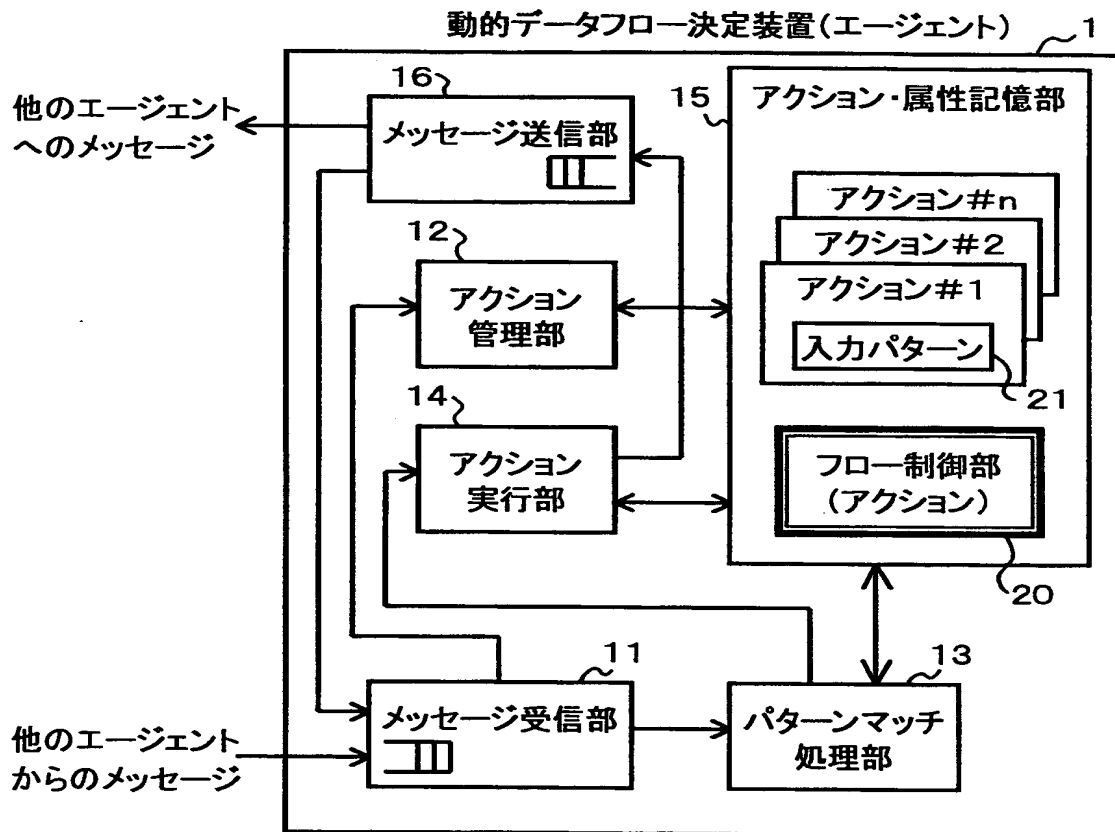 動的データフロー決定装置(エージェント)
1
他のエージェント
へのメッセージ
16
メッセージ送信部
15
アクション・属性記憶部
アクション#n
アクション#2
アクション#1
入力パターン
21
12
アクション
管理部
14
アクション
実行部
フロー制御部
(アクション)
20
11
メッセージ受信部
13
パターンマッチ
処理部
他のエージェント
からのメッセージ